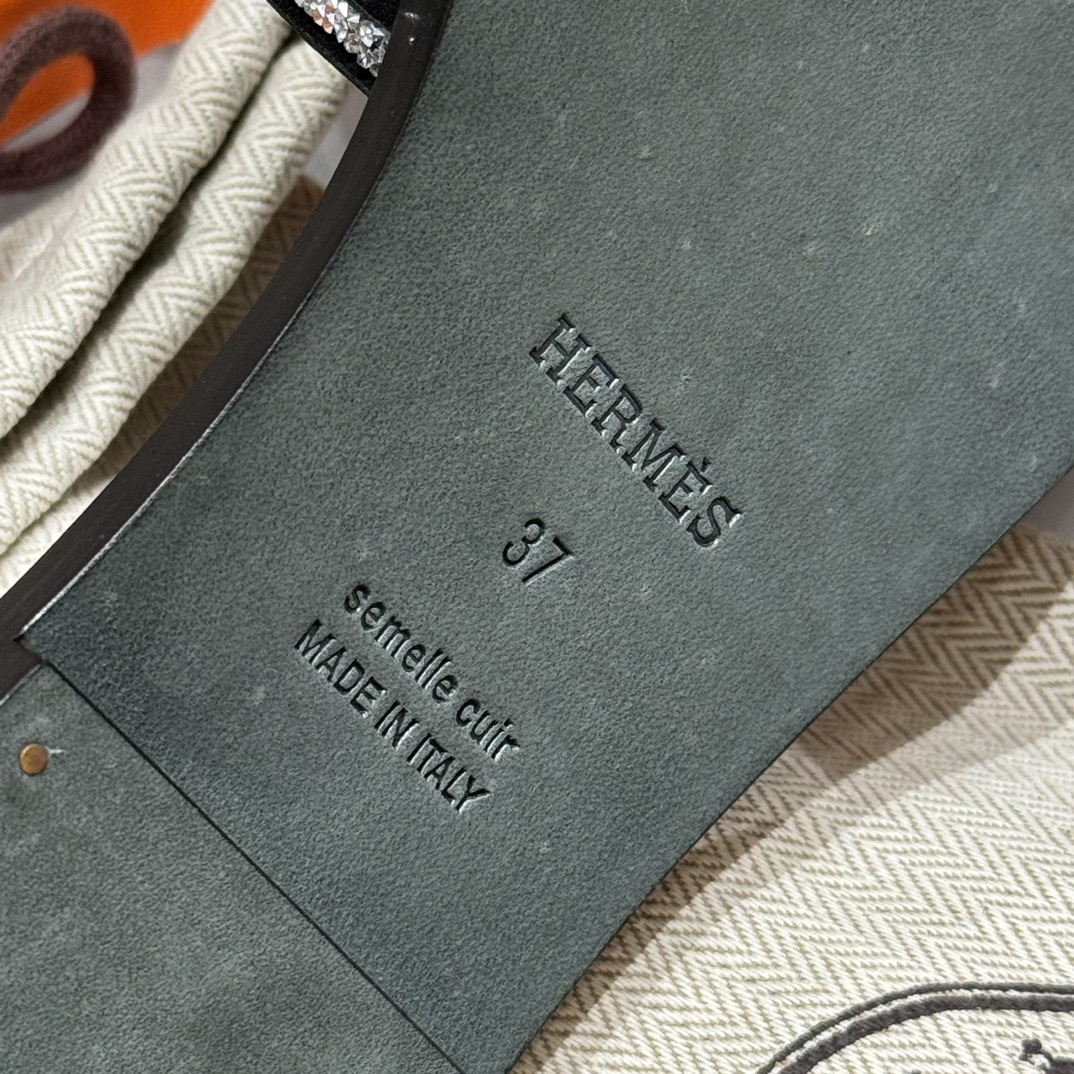 HERMÈS
37
semelle cuir
MADE IN ITALY